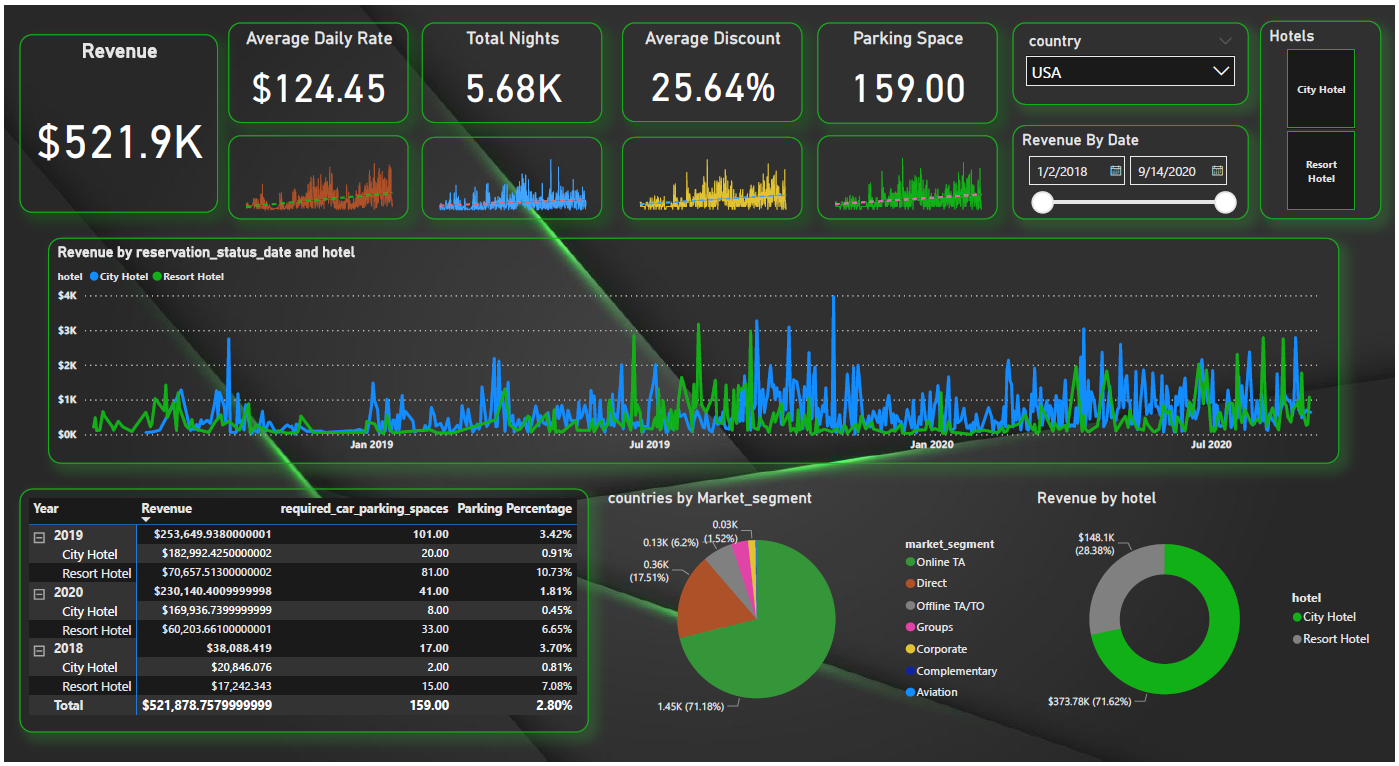 Revenue
$521.9K
Average Daily Rate
$124.45
Total Nights
5.68K
Average Discount
25.64%
Parking Space
159.00
country
USA
Revenue By Date
1/2/2018
9/14/2020
Hotels
City Hotel
Resort
Hotel
Revenue by reservation_status_date and hotel
hotel City Hotel Resort Hotel
$4K
$3K
$2K
$1K
$0K
Jan 2019 Jul 2019 Jan 2020 Jul 2020
Year Revenue required_car_parking_spaces Parking Percentage
2019 $253,649.9380000001 101.00 3.42%
City Hotel $182,992.4250000002 20.00 0.91%
Resort Hotel $70,657.51300000002 81.00 10.73%
2020 $230,140.4009999998 41.00 1.81%
City Hotel $169,936.7399999999 8.00 0.45%
Resort Hotel $60,203.66100000001 33.00 6.65%
2018 $38,088.419 17.00 3.70%
City Hotel $20,846.076 2.00 0.81%
Resort Hotel $17,242.343 15.00 7.08%
Total $521,878.7579999999 159.00 2.80%
countries by Market_segment
0.03K
(1.52%)
0.13K (6.2%)
0.36K
(17.51%)
1.45K (71.18%)
market_segment
Online TA
Direct
Offline TA/TO
Groups
Corporate
Complementary
Aviation
Revenue by hotel
$148.1K
(28.38%)
$373.78K (71.62%)
hotel
City Hotel
Resort Hotel